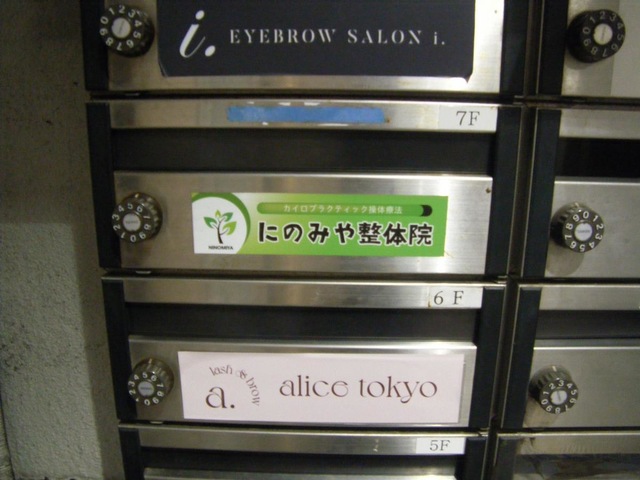 i. EYEBROW SALON i.
7F
カイロプラクティック操体療法
にのみや整体院
NINOMIYA
6 F
lash & brow
a. alice tokyo
5F